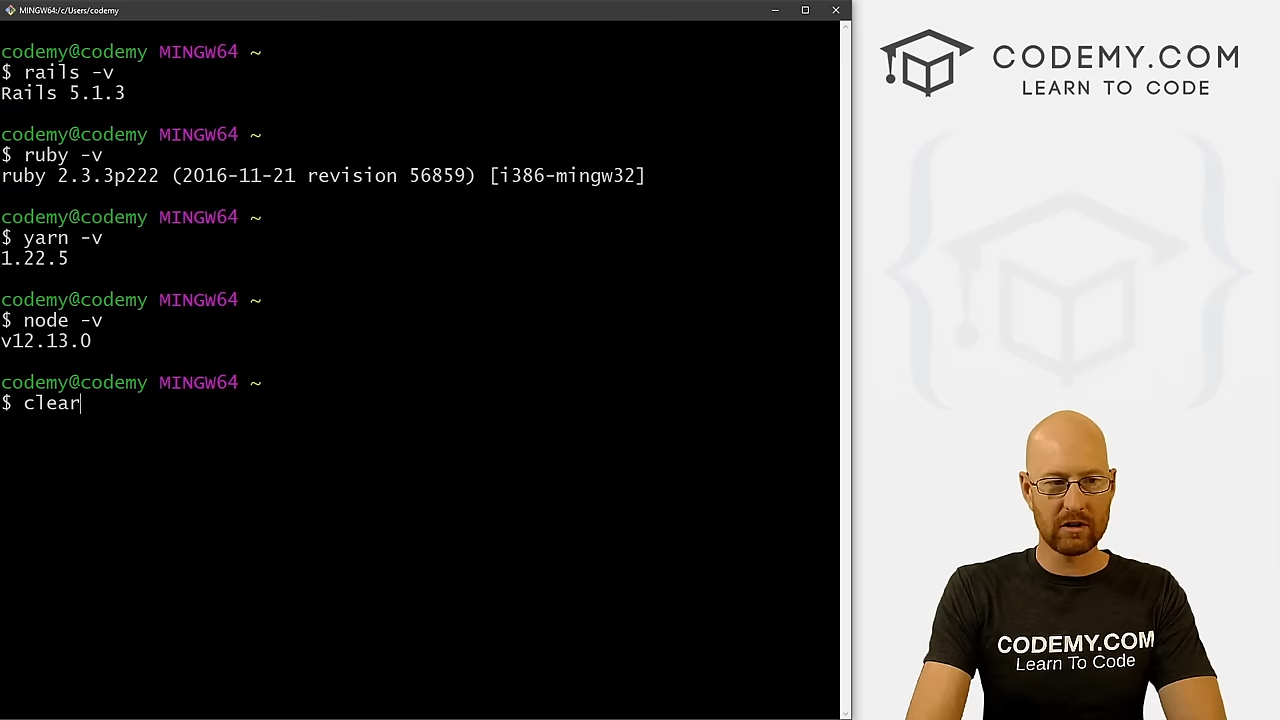 MINGW64:/c/Users/codemy
codemy@codemy MINGW64 ~
$ rails -v
Rails 5.1.3
codemy@codemy MINGW64 ~
$ ruby -v
ruby 2.3.3p222 (2016-11-21 revision 56859) [i386-mingw32]
codemy@codemy MINGW64 ~
$ yarn -v
1.22.5
codemy@codemy MINGW64 ~
$ node -v
v12.13.0
codemy@codemy MINGW64 ~
$ clear
CODEMY.COM
LEARN TO CODE
CODEMY.COM
Learn To Code